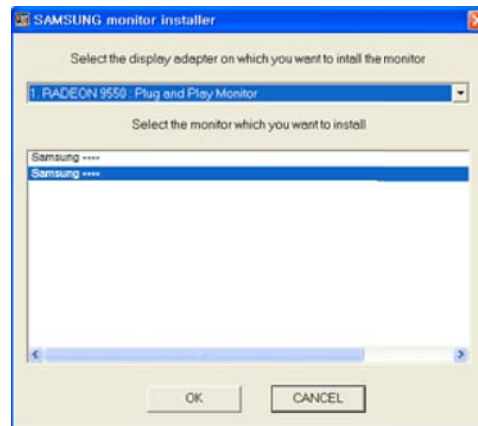 SAMSUNG monitor installer
Select the display adapter on which you want to intall the monitor
1. RADEON 9550 : Plug and Play Monitor
Select the monitor which you want to install
Samsung ----
Samsung ----
OK
CANCEL